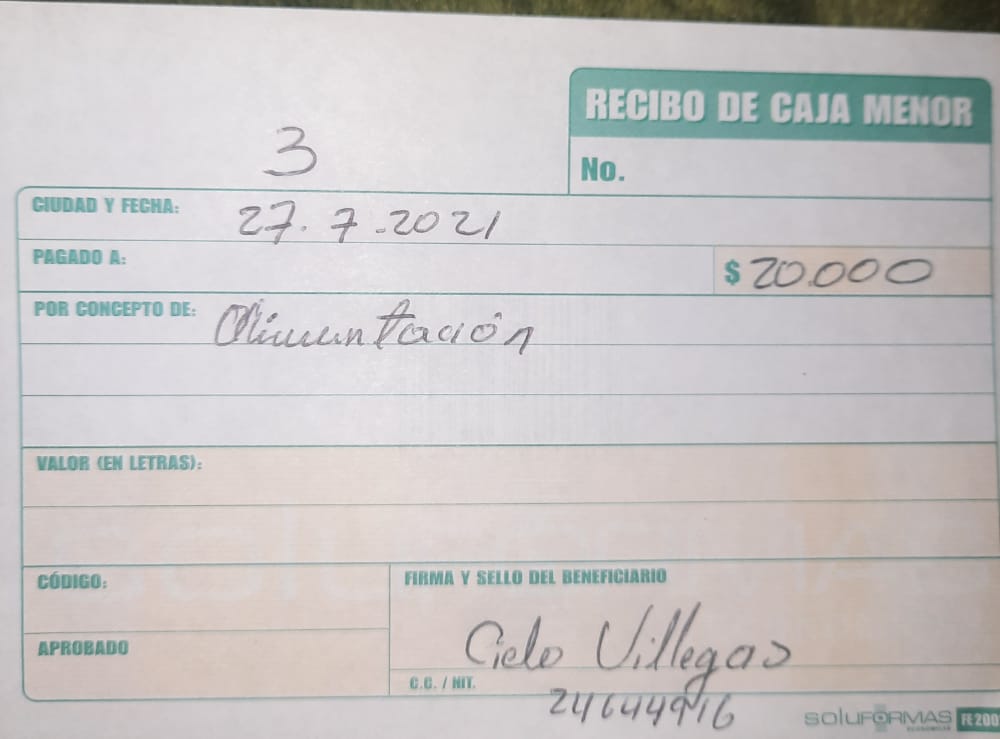 RECIBO DE CAJA MENOR
3
No.
CIUDAD Y FECHA: 27.7-2021
PAGADO A: $ 20.000
POR CONCEPTO DE: Alimentación
VALOR (EN LETRAS):
CÓDIGO:
FIRMA Y SELLO DEL BENEFICIARIO
APROBADO
Cielo Villegas
C.C. / NIT. 24644916
SOLUFORMAS FE200